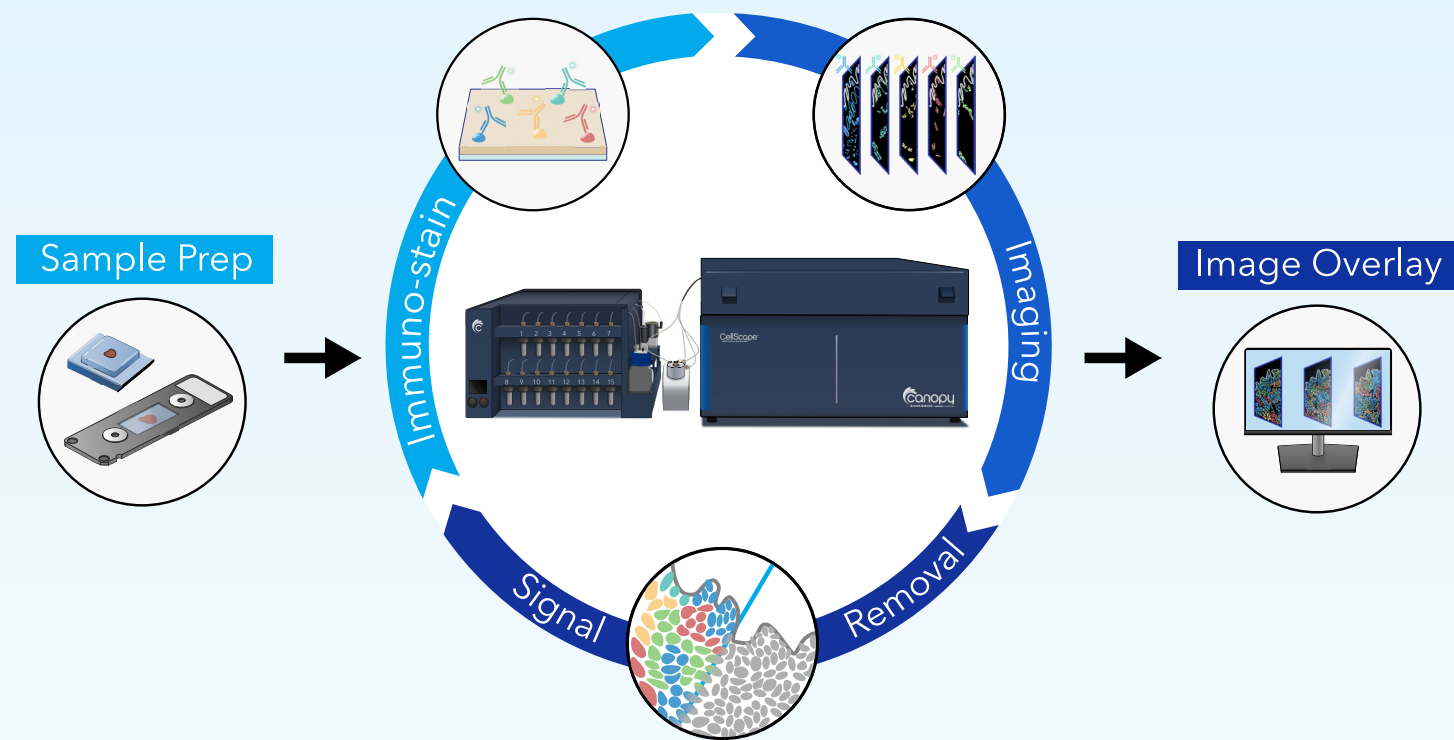 Sample Prep
Immuno-stain
Imaging
Signal
Removal
Image Overlay
C
1 2 3 4 5 6 7
8 9 10 11 12 13 14 15
CellScape
canopy